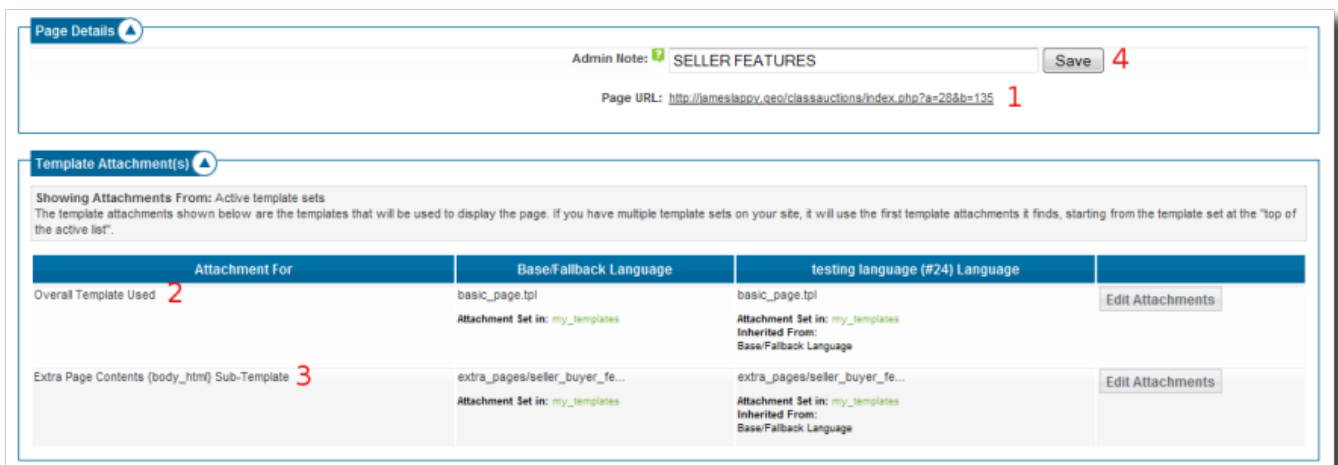 Page Details
Admin Note: SELLER FEATURES Save 4
Page URL: http://jameslappy.geo/classauctions/index.php?a=28&b=135 1
Template Attachment(s)
Showing Attachments From: Active template sets
The template attachments shown below are the templates that will be used to display the page. If you have multiple template sets on your site, it will use the first template attachments it finds, starting from the template set at the "top of
the active list".
Attachment For Base/Fallback Language testing language (#24) Language
Overall Template Used 2 basic_page.tpl basic_page.tpl Edit Attachments
Attachment Set in: my_templates Attachment Set in: my_templates
Inherited From:
Base/Fallback Language
Extra Page Contents {body_html} Sub-Template 3 extra_pages/seller_buyer_fe... extra_pages/seller_buyer_fe... Edit Attachments
Attachment Set in: my_templates Attachment Set in: my_templates
Inherited From:
Base/Fallback Language